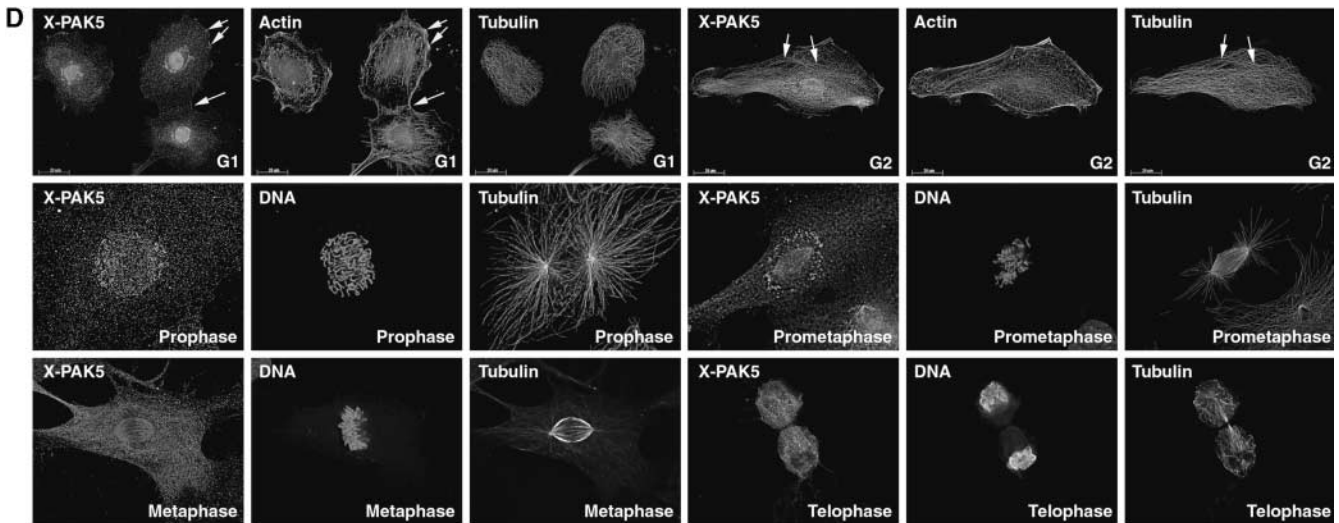 D
X-PAK5 Actin Tubulin X-PAK5 Actin Tubulin
G1 G1 G1 G2 G2 G2
X-PAK5 DNA Tubulin X-PAK5 DNA Tubulin
Prophase Prophase Prophase Prometaphase Prometaphase Prometaphase
X-PAK5 DNA Tubulin X-PAK5 DNA Tubulin
Metaphase Metaphase Metaphase Telophase Telophase Telophase